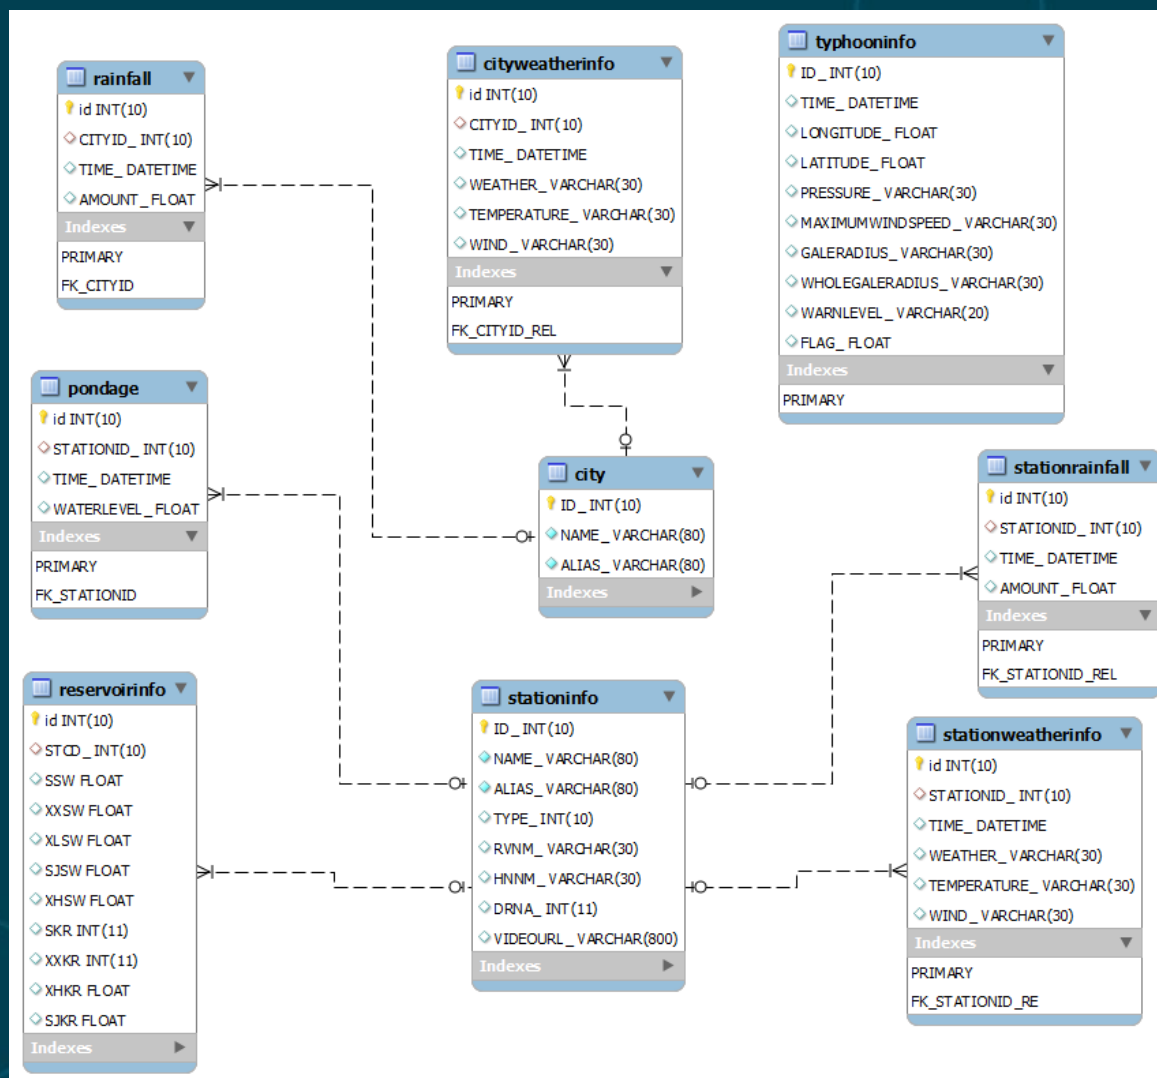 rainfall
id INT(10)
CITYID_ INT(10)
TIME_ DATETIME
AMOUNT_ FLOAT
Indexes
PRIMARY
FK_CITYID
cityweatherinfo
id INT(10)
CITYID_ INT(10)
TIME_ DATETIME
WEATHER_ VARCHAR(30)
TEMPERATURE_ VARCHAR(30)
WIND_ VARCHAR(30)
Indexes
PRIMARY
FK_CITYID_REL
typhooninfo
ID_ INT(10)
TIME_ DATETIME
LONGITUDE_ FLOAT
LATITUDE_ FLOAT
PRESSURE_ VARCHAR(30)
MAXIMUMWINDSPEED_ VARCHAR(30)
GALERADIUS_ VARCHAR(30)
WHOLEGALERADIUS_ VARCHAR(30)
WARNLEVEL_ VARCHAR(20)
FLAG_ FLOAT
Indexes
PRIMARY
pondage
id INT(10)
STATIONID_ INT(10)
TIME_ DATETIME
WATERLEVEL_ FLOAT
Indexes
PRIMARY
FK_STATIONID
city
ID_ INT(10)
NAME_ VARCHAR(80)
ALIAS_ VARCHAR(80)
Indexes
stationrainfall
id INT(10)
STATIONID_ INT(10)
TIME_ DATETIME
AMOUNT_ FLOAT
Indexes
PRIMARY
FK_STATIONID_REL
reservoirinfo
id INT(10)
STCD_ INT(10)
SSW FLOAT
XXSW FLOAT
XLSW FLOAT
SJSW FLOAT
XHSW FLOAT
SKR INT(11)
XXKR INT(11)
XHKR FLOAT
SJKR FLOAT
Indexes
stationinfo
ID_ INT(10)
NAME_ VARCHAR(80)
ALIAS_ VARCHAR(80)
TYPE_ INT(10)
RVNM_ VARCHAR(30)
HNNM_ VARCHAR(30)
DRNA_ INT(11)
VIDEOURL_ VARCHAR(800)
Indexes
stationweatherinfo
id INT(10)
STATIONID_ INT(10)
TIME_ DATETIME
WEATHER_ VARCHAR(30)
TEMPERATURE_ VARCHAR(30)
WIND_ VARCHAR(30)
Indexes
PRIMARY
FK_STATIONID_RE